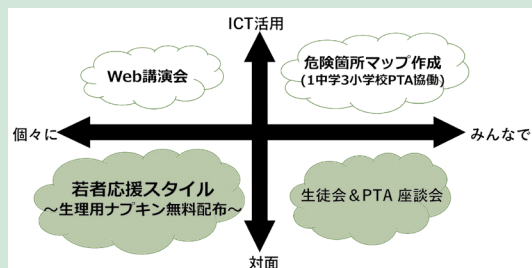 ICT活用
Web講演会
危険箇所マップ作成
(1中学3小学校PTA協働)
個々に
みんなで
若者応援スタイル
～生理用ナプキン無料配布～
生徒会＆PTA 座談会
対面